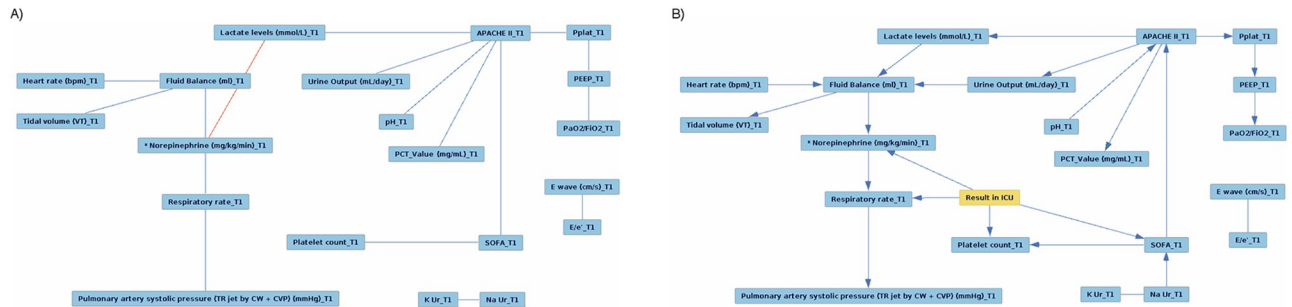 A)
Lactate levels (mmol/L)_T1
APACHE II_T1
Pplat_T1
Heart rate (bpm)_T1
Fluid Balance (ml)_T1
Urine Output (mL/day)_T1
PEEP_T1
Tidal volume (VT)_T1
pH_T1
PaO2/FiO2_T1
* Norepinephrine (mg/kg/min)_T1
PCT_Value (mg/mL)_T1
E wave (cm/s)_T1
Respiratory rate_T1
E/e'_T1
Platelet count_T1
SOFA_T1
Pulmonary artery systolic pressure (TR jet by CW + CVP) (mmHg)_T1
K Ur_T1
Na Ur_T1
B)
Lactate levels (mmol/L)_T1
APACHE II_T1
Pplat_T1
Heart rate (bpm)_T1
Fluid Balance (ml)_T1
Urine Output (mL/day)_T1
PEEP_T1
Tidal volume (VT)_T1
pH_T1
PaO2/FiO2_T1
* Norepinephrine (mg/kg/min)_T1
PCT_Value (mg/mL)_T1
E wave (cm/s)_T1
Respiratory rate_T1
Result in ICU
E/e'_T1
Platelet count_T1
SOFA_T1
Pulmonary artery systolic pressure (TR jet by CW + CVP) (mmHg)_T1
K Ur_T1
Na Ur_T1